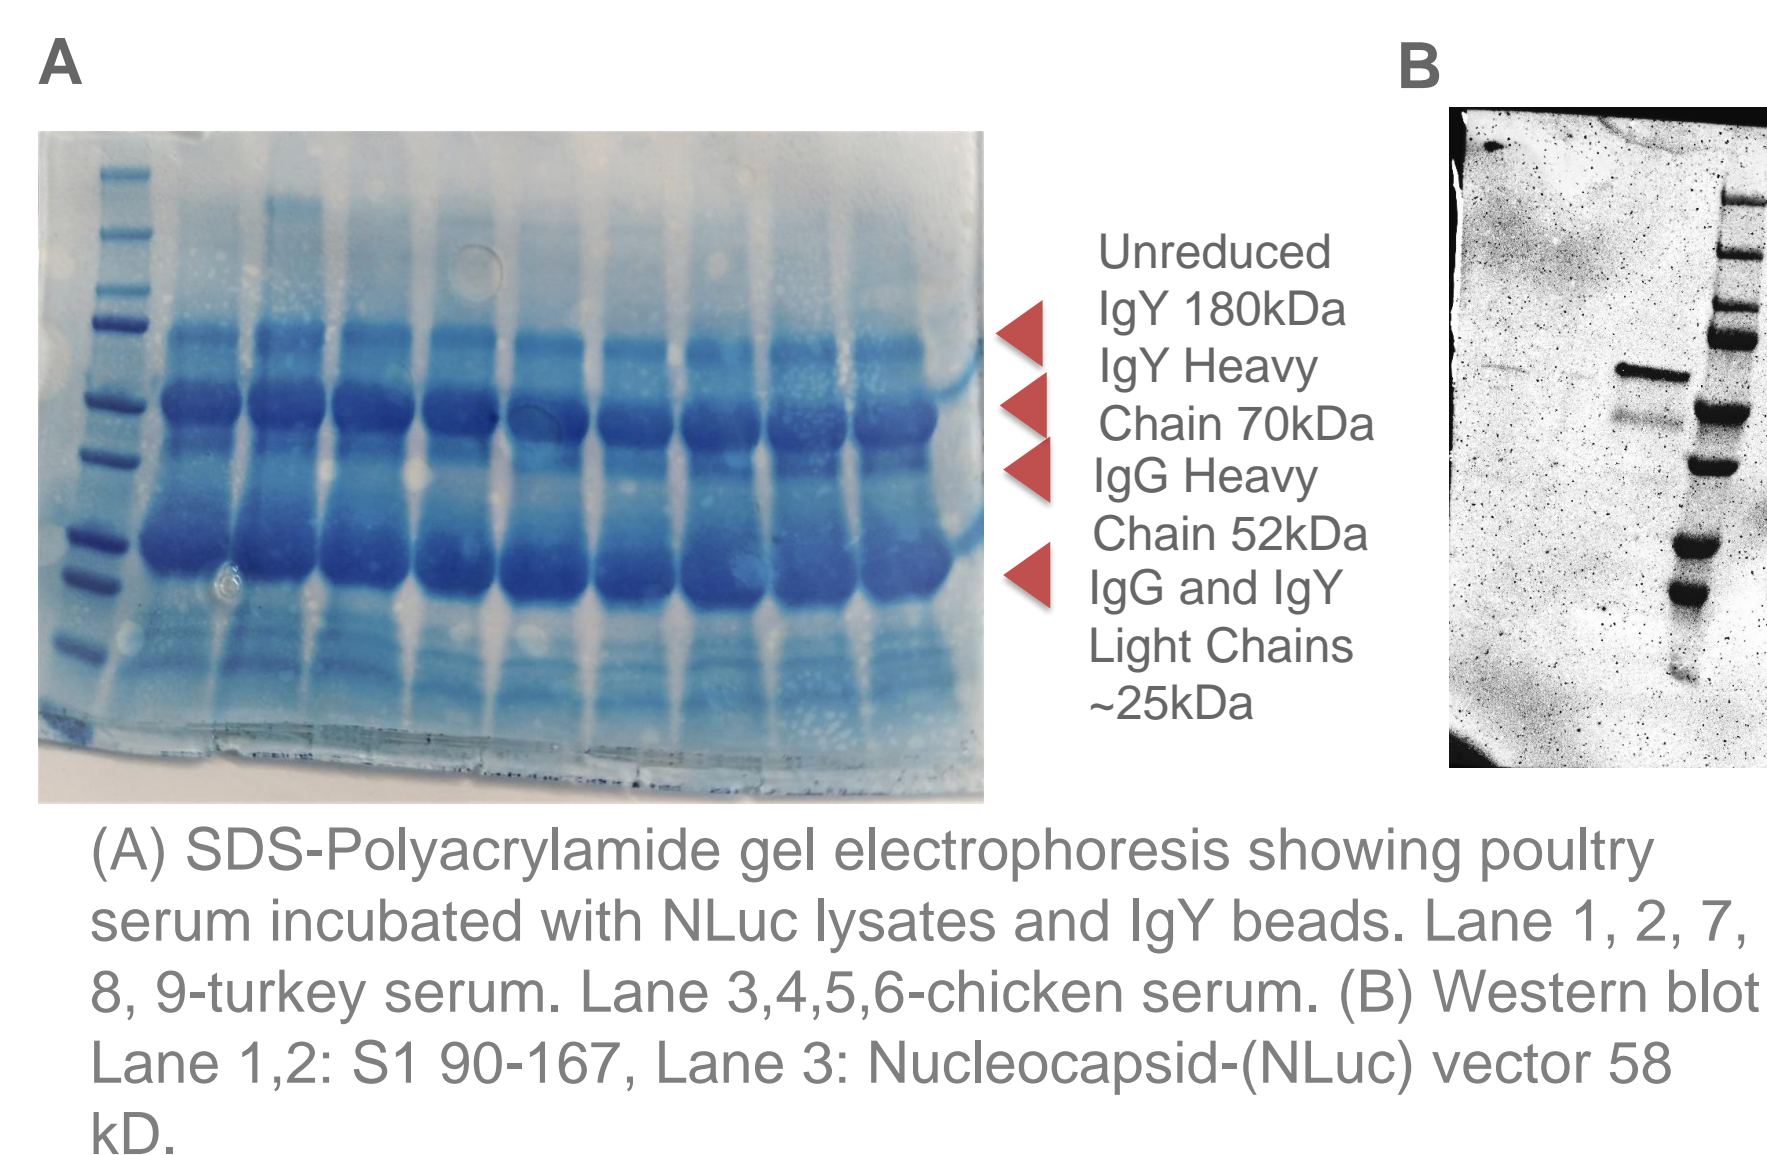 A
B
Unreduced
IgY 180kDa
IgY Heavy
Chain 70kDa
IgG Heavy
Chain 52kDa
IgG and IgY
Light Chains
~25kDa
(A) SDS-Polyacrylamide gel electrophoresis showing poultry
serum incubated with NLuc lysates and IgY beads. Lane 1, 2, 7,
8, 9-turkey serum. Lane 3,4,5,6-chicken serum. (B) Western blot
Lane 1,2: S1 90-167, Lane 3: Nucleocapsid-(NLuc) vector 58
kD.